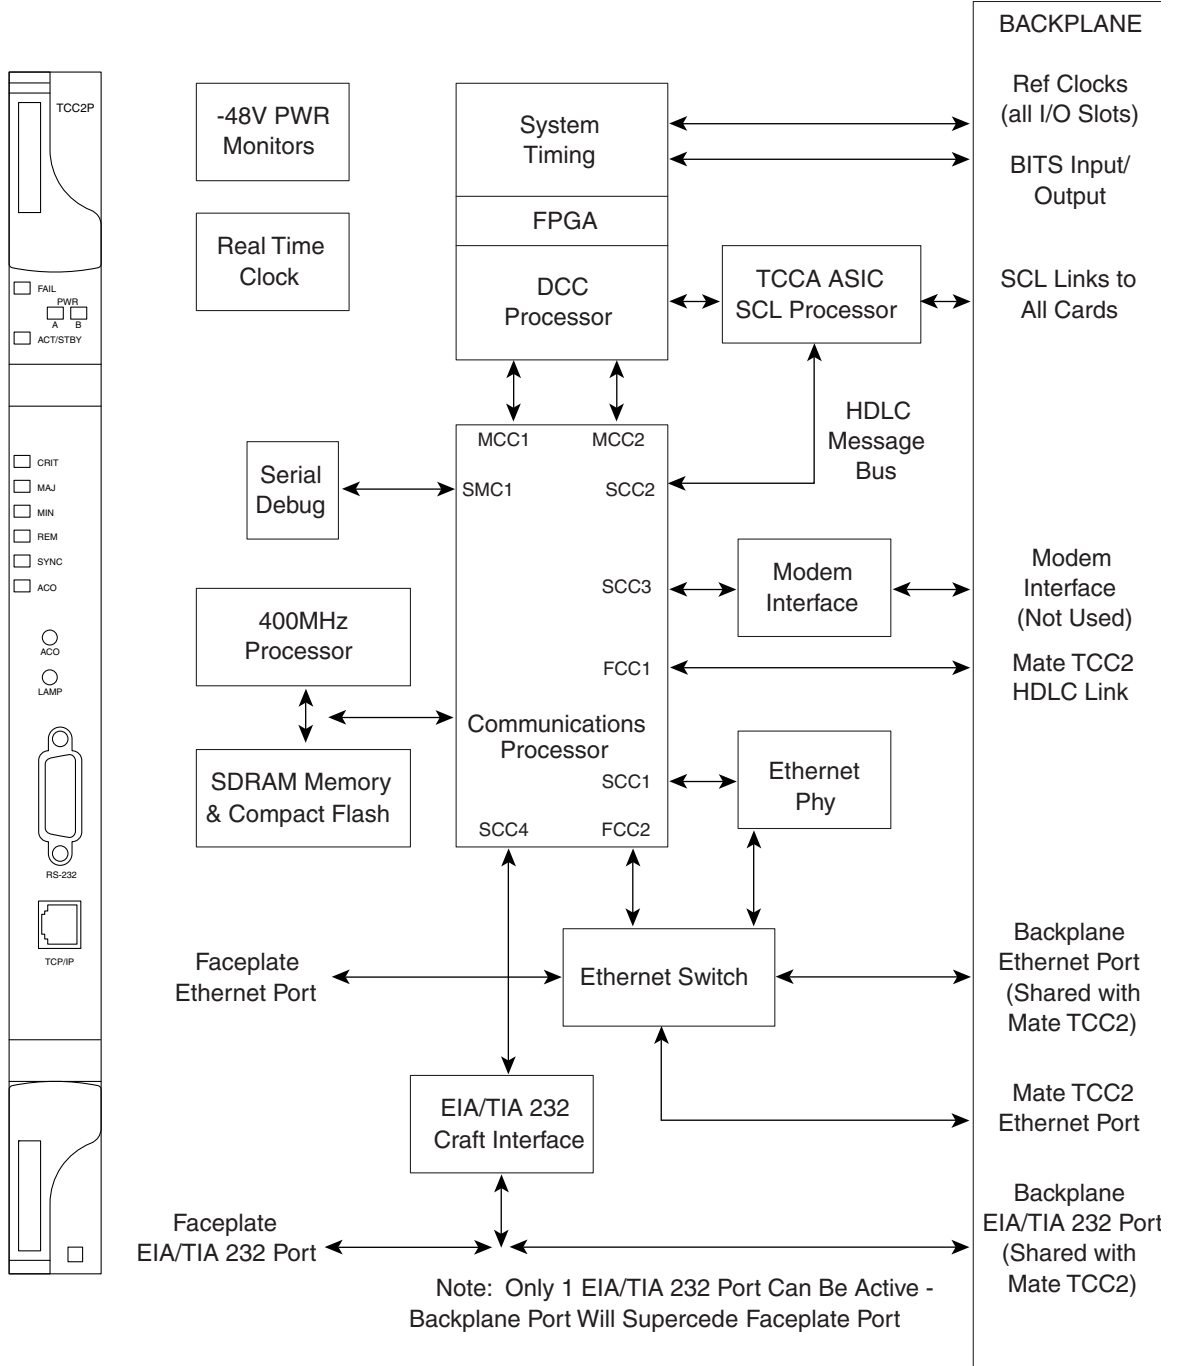 BACKPLANE
TCC2P
FAIL
PWR
A B
ACT/STBY
CRIT
MAJ
MIN
REM
SYNC
ACO
ACO
LAMP
RS-232
TCP/IP
-48V PWR
Monitors
Real Time
Clock
System
Timing
FPGA
DCC
Processor
TCCA ASIC
SCL Processor
Ref Clocks
(all I/O Slots)
BITS Input/
Output
SCL Links to
All Cards
HDLC
Message
Bus
MCC1 MCC2
Serial
Debug
SMC1 SCC2
400MHz
Processor
SCC3
Modem
Interface
Modem
Interface
(Not Used)
FCC1
Mate TCC2
HDLC Link
Communications
Processor
SDRAM Memory
& Compact Flash
SCC1
Ethernet
Phy
SCC4 FCC2
Faceplate
Ethernet Port
Ethernet Switch
Backplane
Ethernet Port
(Shared with
Mate TCC2)
EIA/TIA 232
Craft Interface
Mate TCC2
Ethernet Port
Faceplate
EIA/TIA 232 Port
Backplane
EIA/TIA 232 Port
(Shared with
Mate TCC2)
Note: Only 1 EIA/TIA 232 Port Can Be Active -
Backplane Port Will Supercede Faceplate Port